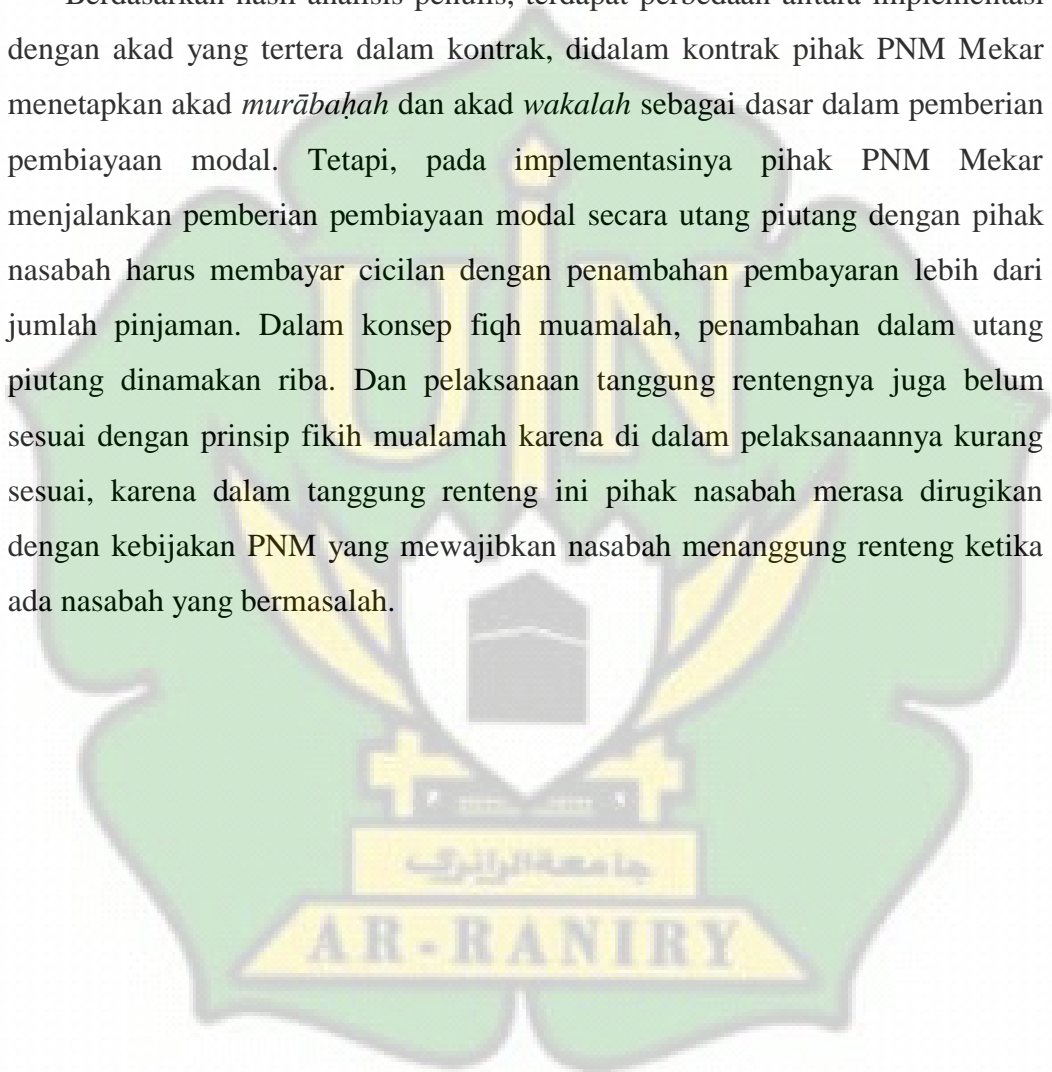 Berdasarkan hasil analisis penulis, terdapat perbedaan antara implementasi
dengan akad yang tertera dalam kontrak, didalam kontrak pihak PNM Mekar
menetapkan akad murābaḥah dan akad wakalah sebagai dasar dalam pemberian
pembiayaan modal. Tetapi, pada implementasinya pihak PNM Mekar
menjalankan pemberian pembiayaan modal secara utang piutang dengan pihak
nasabah harus membayar cicilan dengan penambahan pembayaran lebih dari
jumlah pinjaman. Dalam konsep fiqh muamalah, penambahan dalam utang
piutang dinamakan riba. Dan pelaksanaan tanggung rentengnya juga belum
sesuai dengan prinsip fikih mualamah karena di dalam pelaksanaannya kurang
sesuai, karena dalam tanggung renteng ini pihak nasabah merasa dirugikan
dengan kebijakan PNM yang mewajibkan nasabah menanggung renteng ketika
ada nasabah yang bermasalah.
UIN
جامعةالرانري
AR-RANIRY